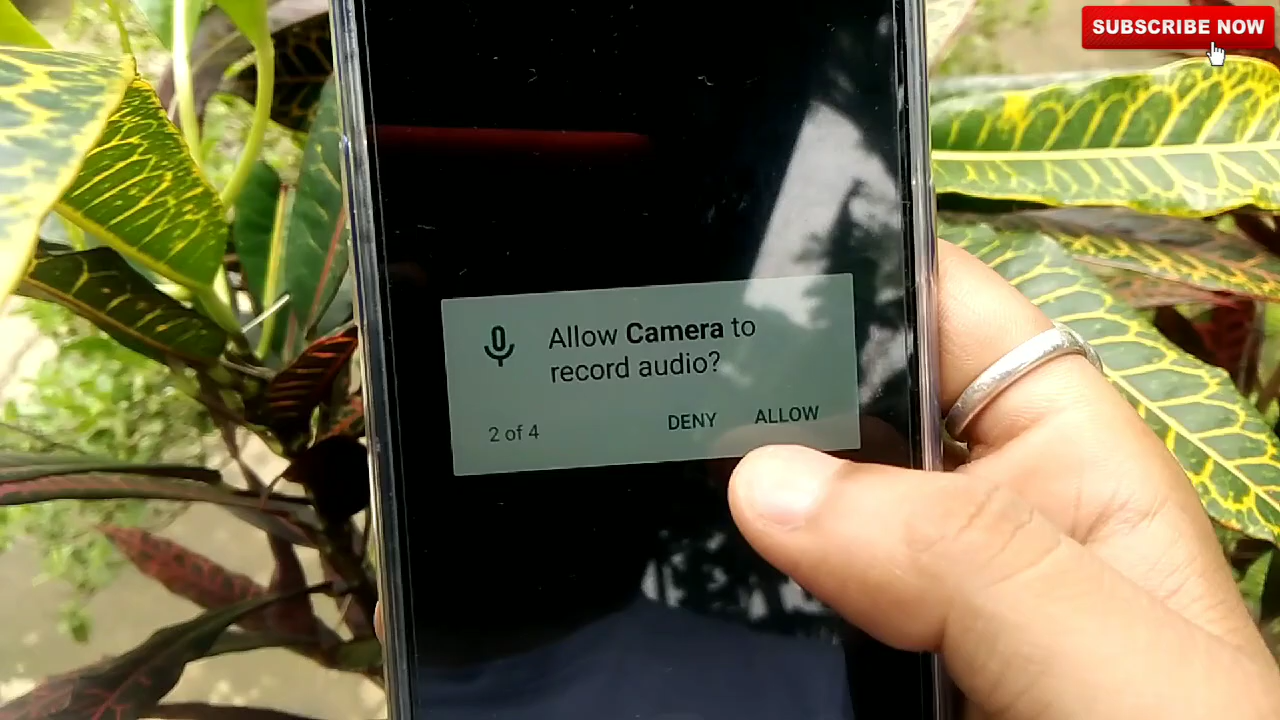 SUBSCRIBE NOW
Allow Camera to
record audio?
2 of 4
DENY
ALLOW